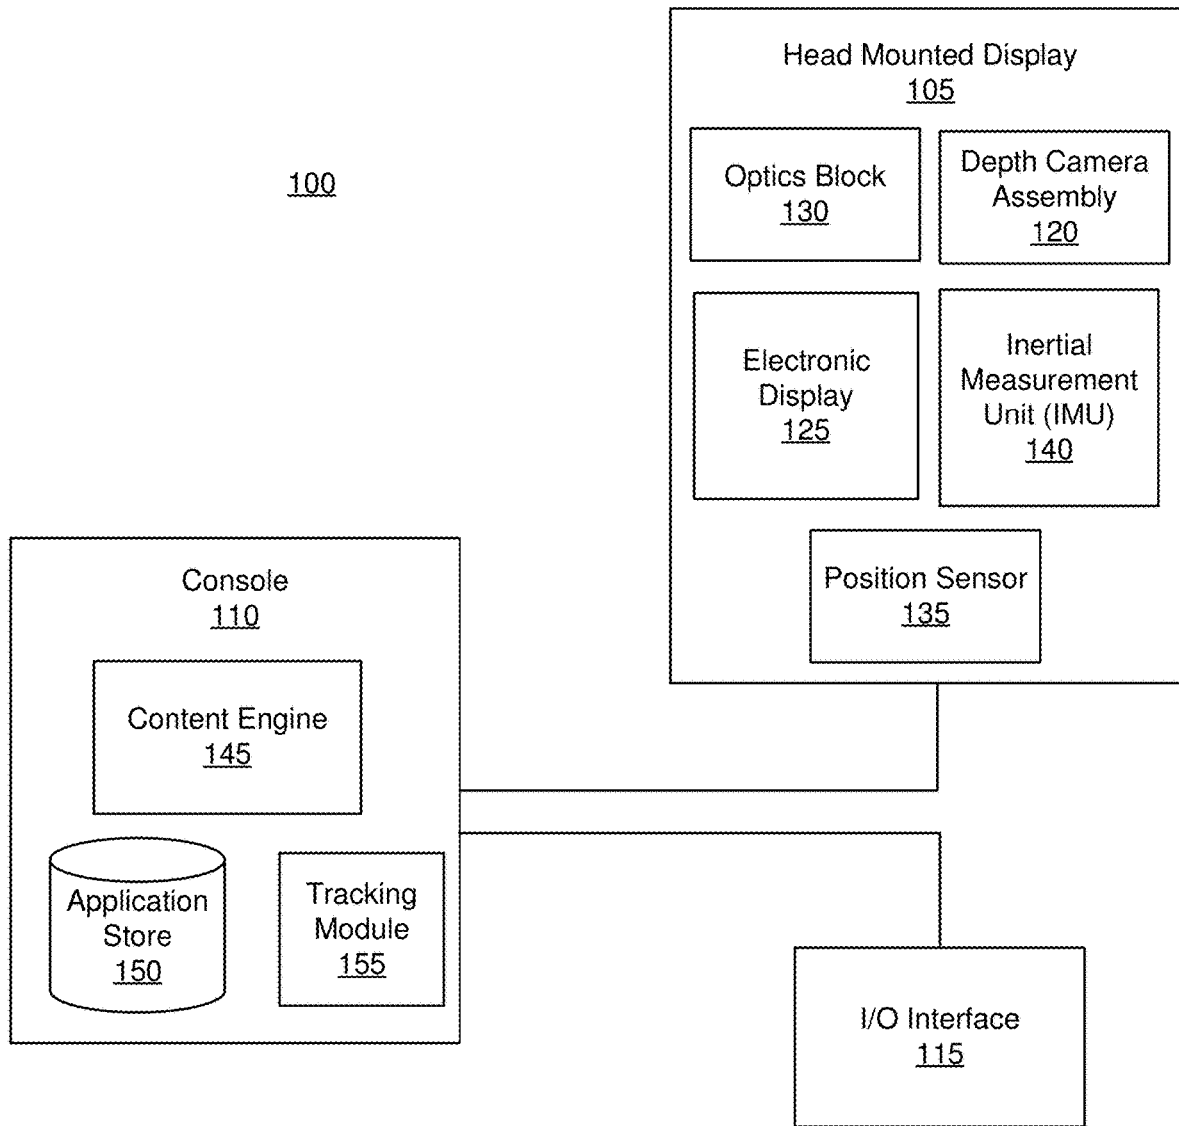 Head Mounted Display
105
Optics Block
130
Depth Camera
Assembly
120
100
Electronic
Display
125
Inertial
Measurement
Unit (IMU)
140
Position Sensor
135
Console
110
Content Engine
145
Application
Store
150
Tracking
Module
155
I/O Interface
115